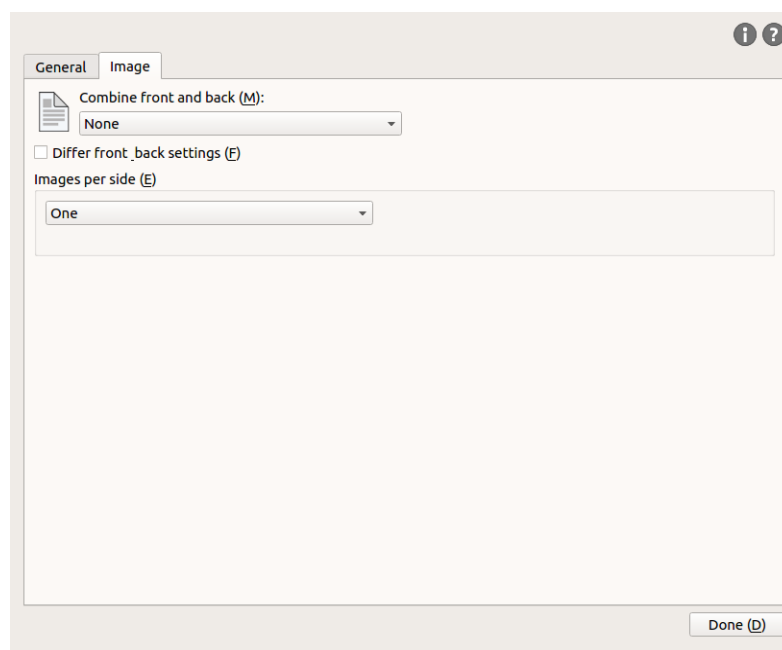 General Image
Combine front and back (M):
None
Differ front back settings (F)
Images per side (E)
One
Done (D)